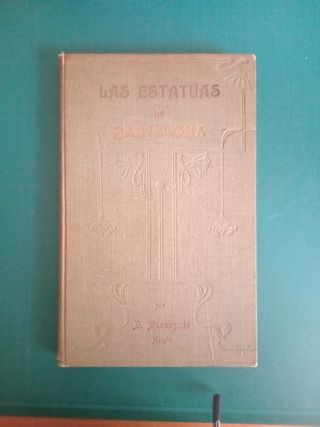 LAS ESTATUAS
DE
BARCELONA
por